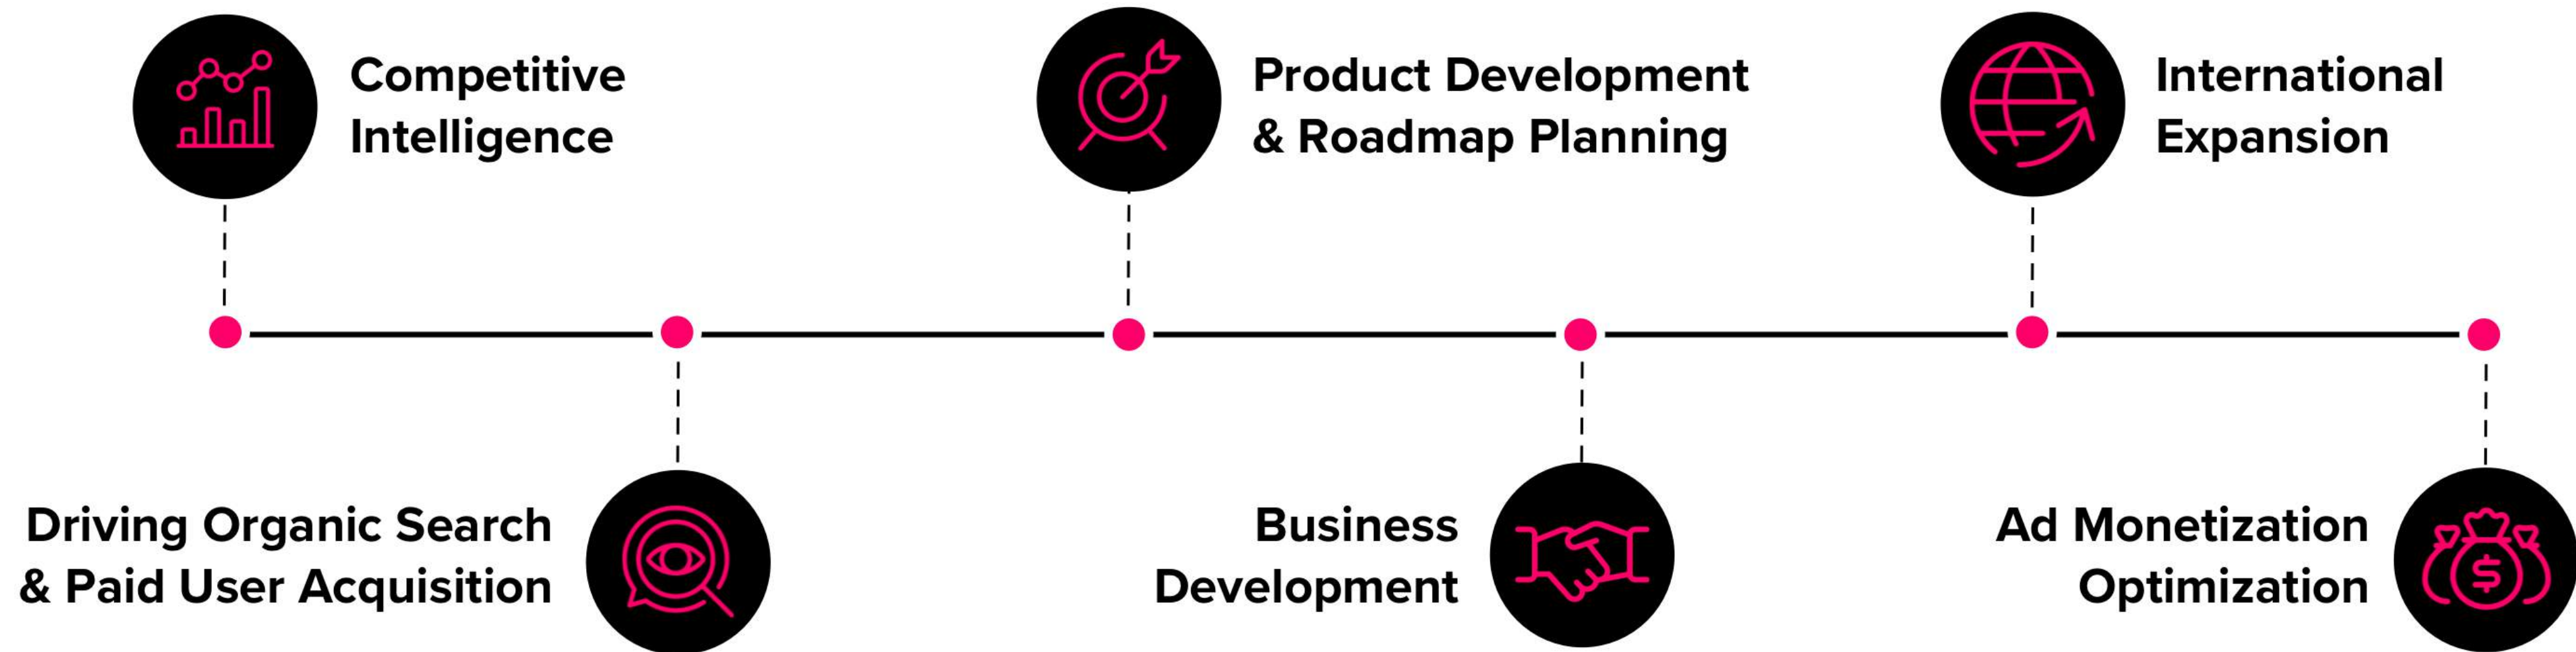 Competitive
Intelligence
Product Development
& Roadmap Planning
International
Expansion
Driving Organic Search
& Paid User Acquisition
Business
Development
Ad Monetization
Optimization
$